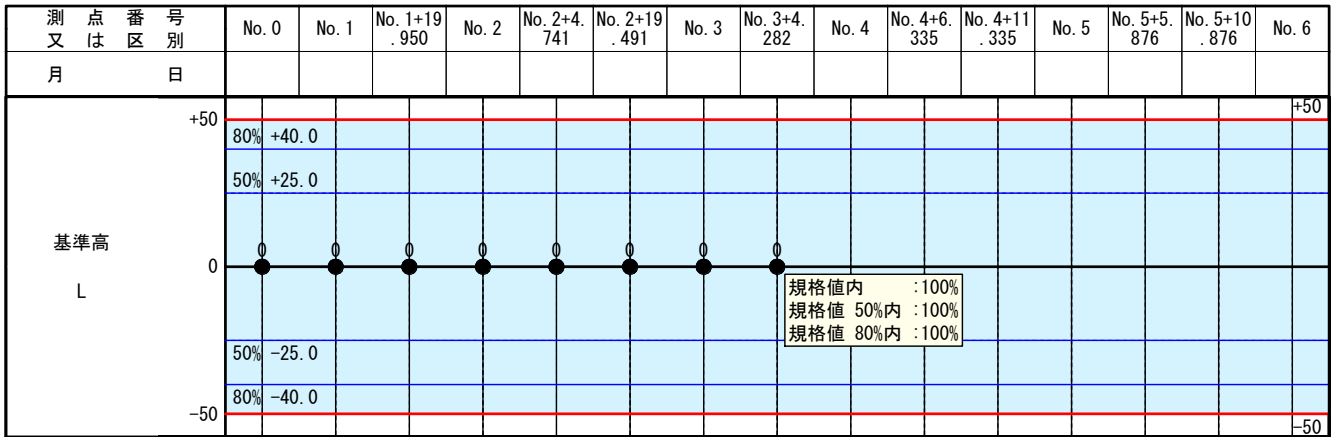 測点番号
又は区別
No. 0
No. 1
No. 1+19
.950
No. 2
No. 2+4.
741
No. 2+19
.491
No. 3
No. 3+4.
282
No. 4
No. 4+6.
335
No. 4+11
.335
No. 5
No. 5+5.
876
No. 5+10
.876
No. 6
月日
+50
+50
80% +40.0
50% +25.0
基準高
L
0
0 0 0 0 0 0 0 0
規格値内 :100%
規格値 50%内 :100%
規格値 80%内 :100%
50% -25.0
80% -40.0
-50
-50